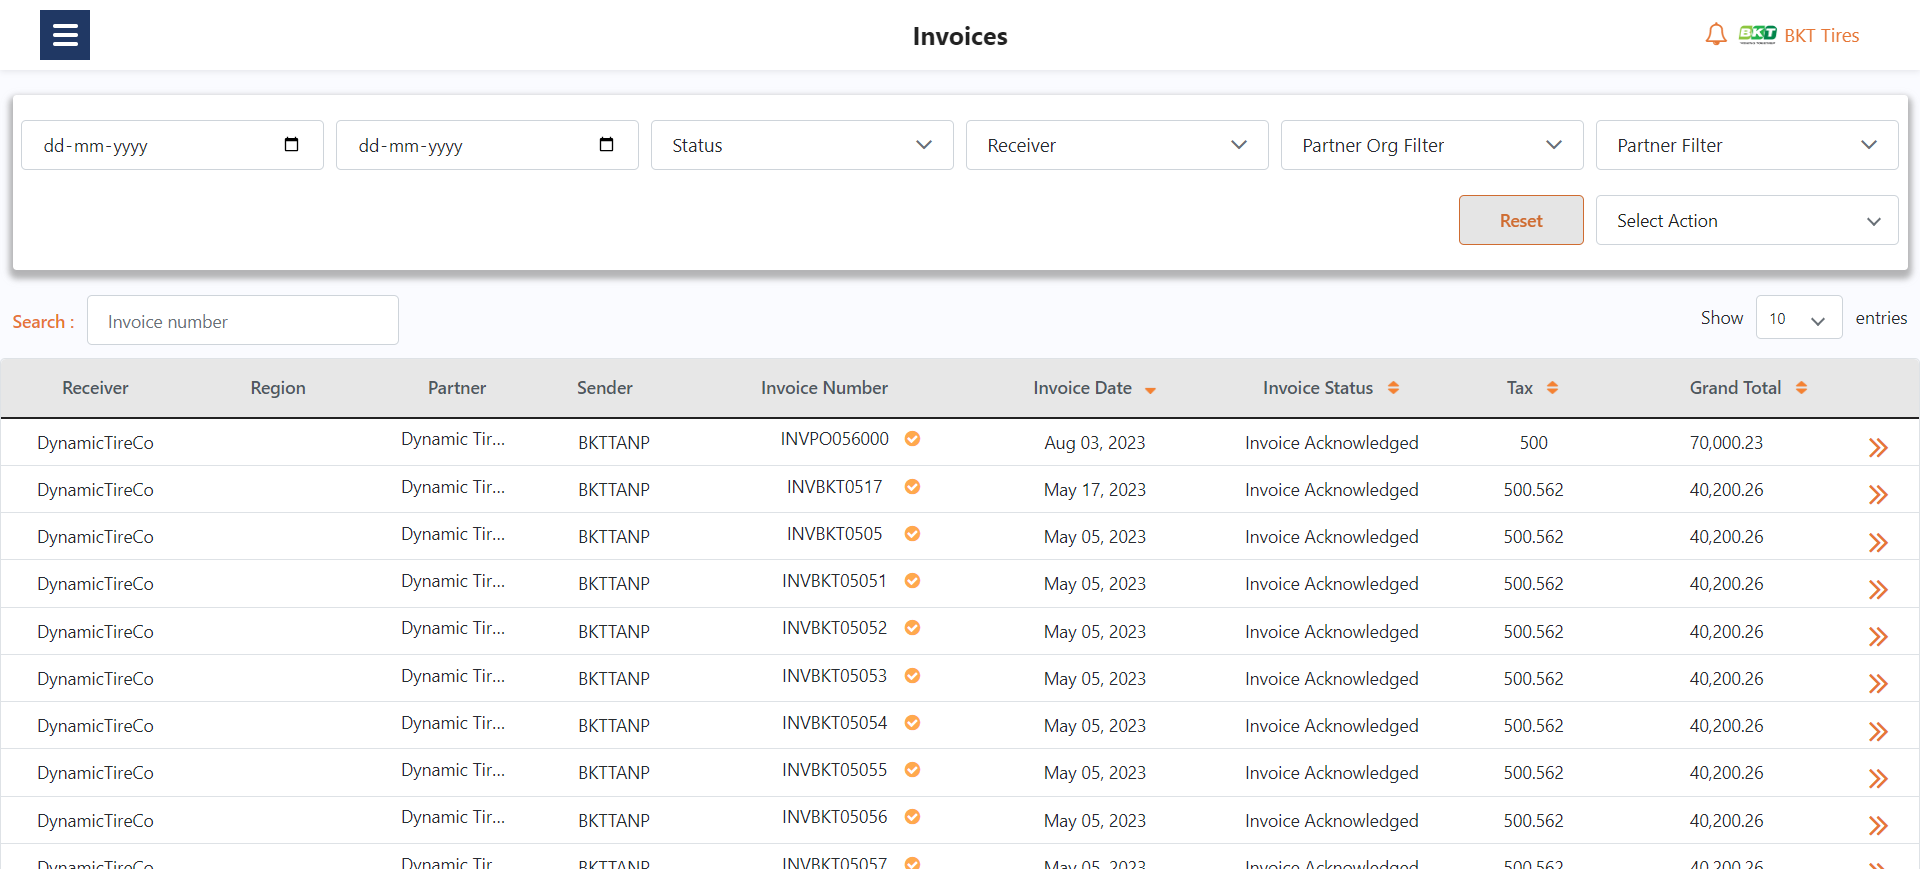 Invoices
BKT BKT Tires
dd-mm-yyyy dd-mm-yyyy Status Receiver Partner Org Filter Partner Filter
Reset Select Action
Search : Invoice number Show 10 entries
Receiver Region Partner Sender Invoice Number Invoice Date Invoice Status Tax Grand Total
DynamicTireCo Dynamic Tir... BKTTANP INVPO056000 Aug 03, 2023 Invoice Acknowledged 500 70,000.23
DynamicTireCo Dynamic Tir... BKTTANP INVBKT0517 May 17, 2023 Invoice Acknowledged 500.562 40,200.26
DynamicTireCo Dynamic Tir... BKTTANP INVBKT0505 May 05, 2023 Invoice Acknowledged 500.562 40,200.26
DynamicTireCo Dynamic Tir... BKTTANP INVBKT05051 May 05, 2023 Invoice Acknowledged 500.562 40,200.26
DynamicTireCo Dynamic Tir... BKTTANP INVBKT05052 May 05, 2023 Invoice Acknowledged 500.562 40,200.26
DynamicTireCo Dynamic Tir... BKTTANP INVBKT05053 May 05, 2023 Invoice Acknowledged 500.562 40,200.26
DynamicTireCo Dynamic Tir... BKTTANP INVBKT05054 May 05, 2023 Invoice Acknowledged 500.562 40,200.26
DynamicTireCo Dynamic Tir... BKTTANP INVBKT05055 May 05, 2023 Invoice Acknowledged 500.562 40,200.26
DynamicTireCo Dynamic Tir... BKTTANP INVBKT05056 May 05, 2023 Invoice Acknowledged 500.562 40,200.26
DynamicTireCo Dynamic Tir BKTTANP INVBKT05057 May 05, 2023 Invoice Acknowledged 500.562 40,200.26